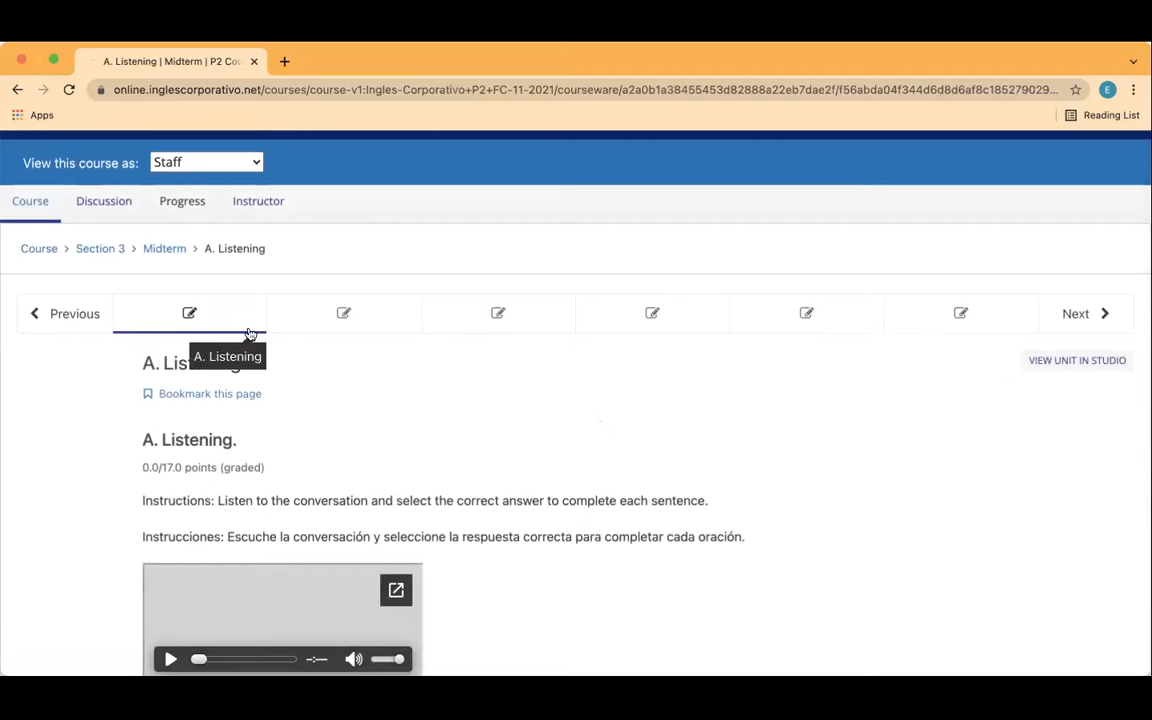 A. Listening | Midterm | P2 Cou
online.inglescorporativo.net/courses/course-v1:Ingles-Corporativo+P2+FC-11-2021/courseware/a2a0b1a38455453d82888a22eb7dae2f/f56abda04f344d6d8d6af8c185279029...
E
Apps
Reading List
View this course as: Staff
Course Discussion Progress Instructor
Course > Section 3 > Midterm > A. Listening
Previous
Next
A. Listening
A. Lis
VIEW UNIT IN STUDIO
Bookmark this page
A. Listening.
0.0/17.0 points (graded)
Instructions: Listen to the conversation and select the correct answer to complete each sentence.
Instrucciones: Escuche la conversación y seleccione la respuesta correcta para completar cada oración.
-:--